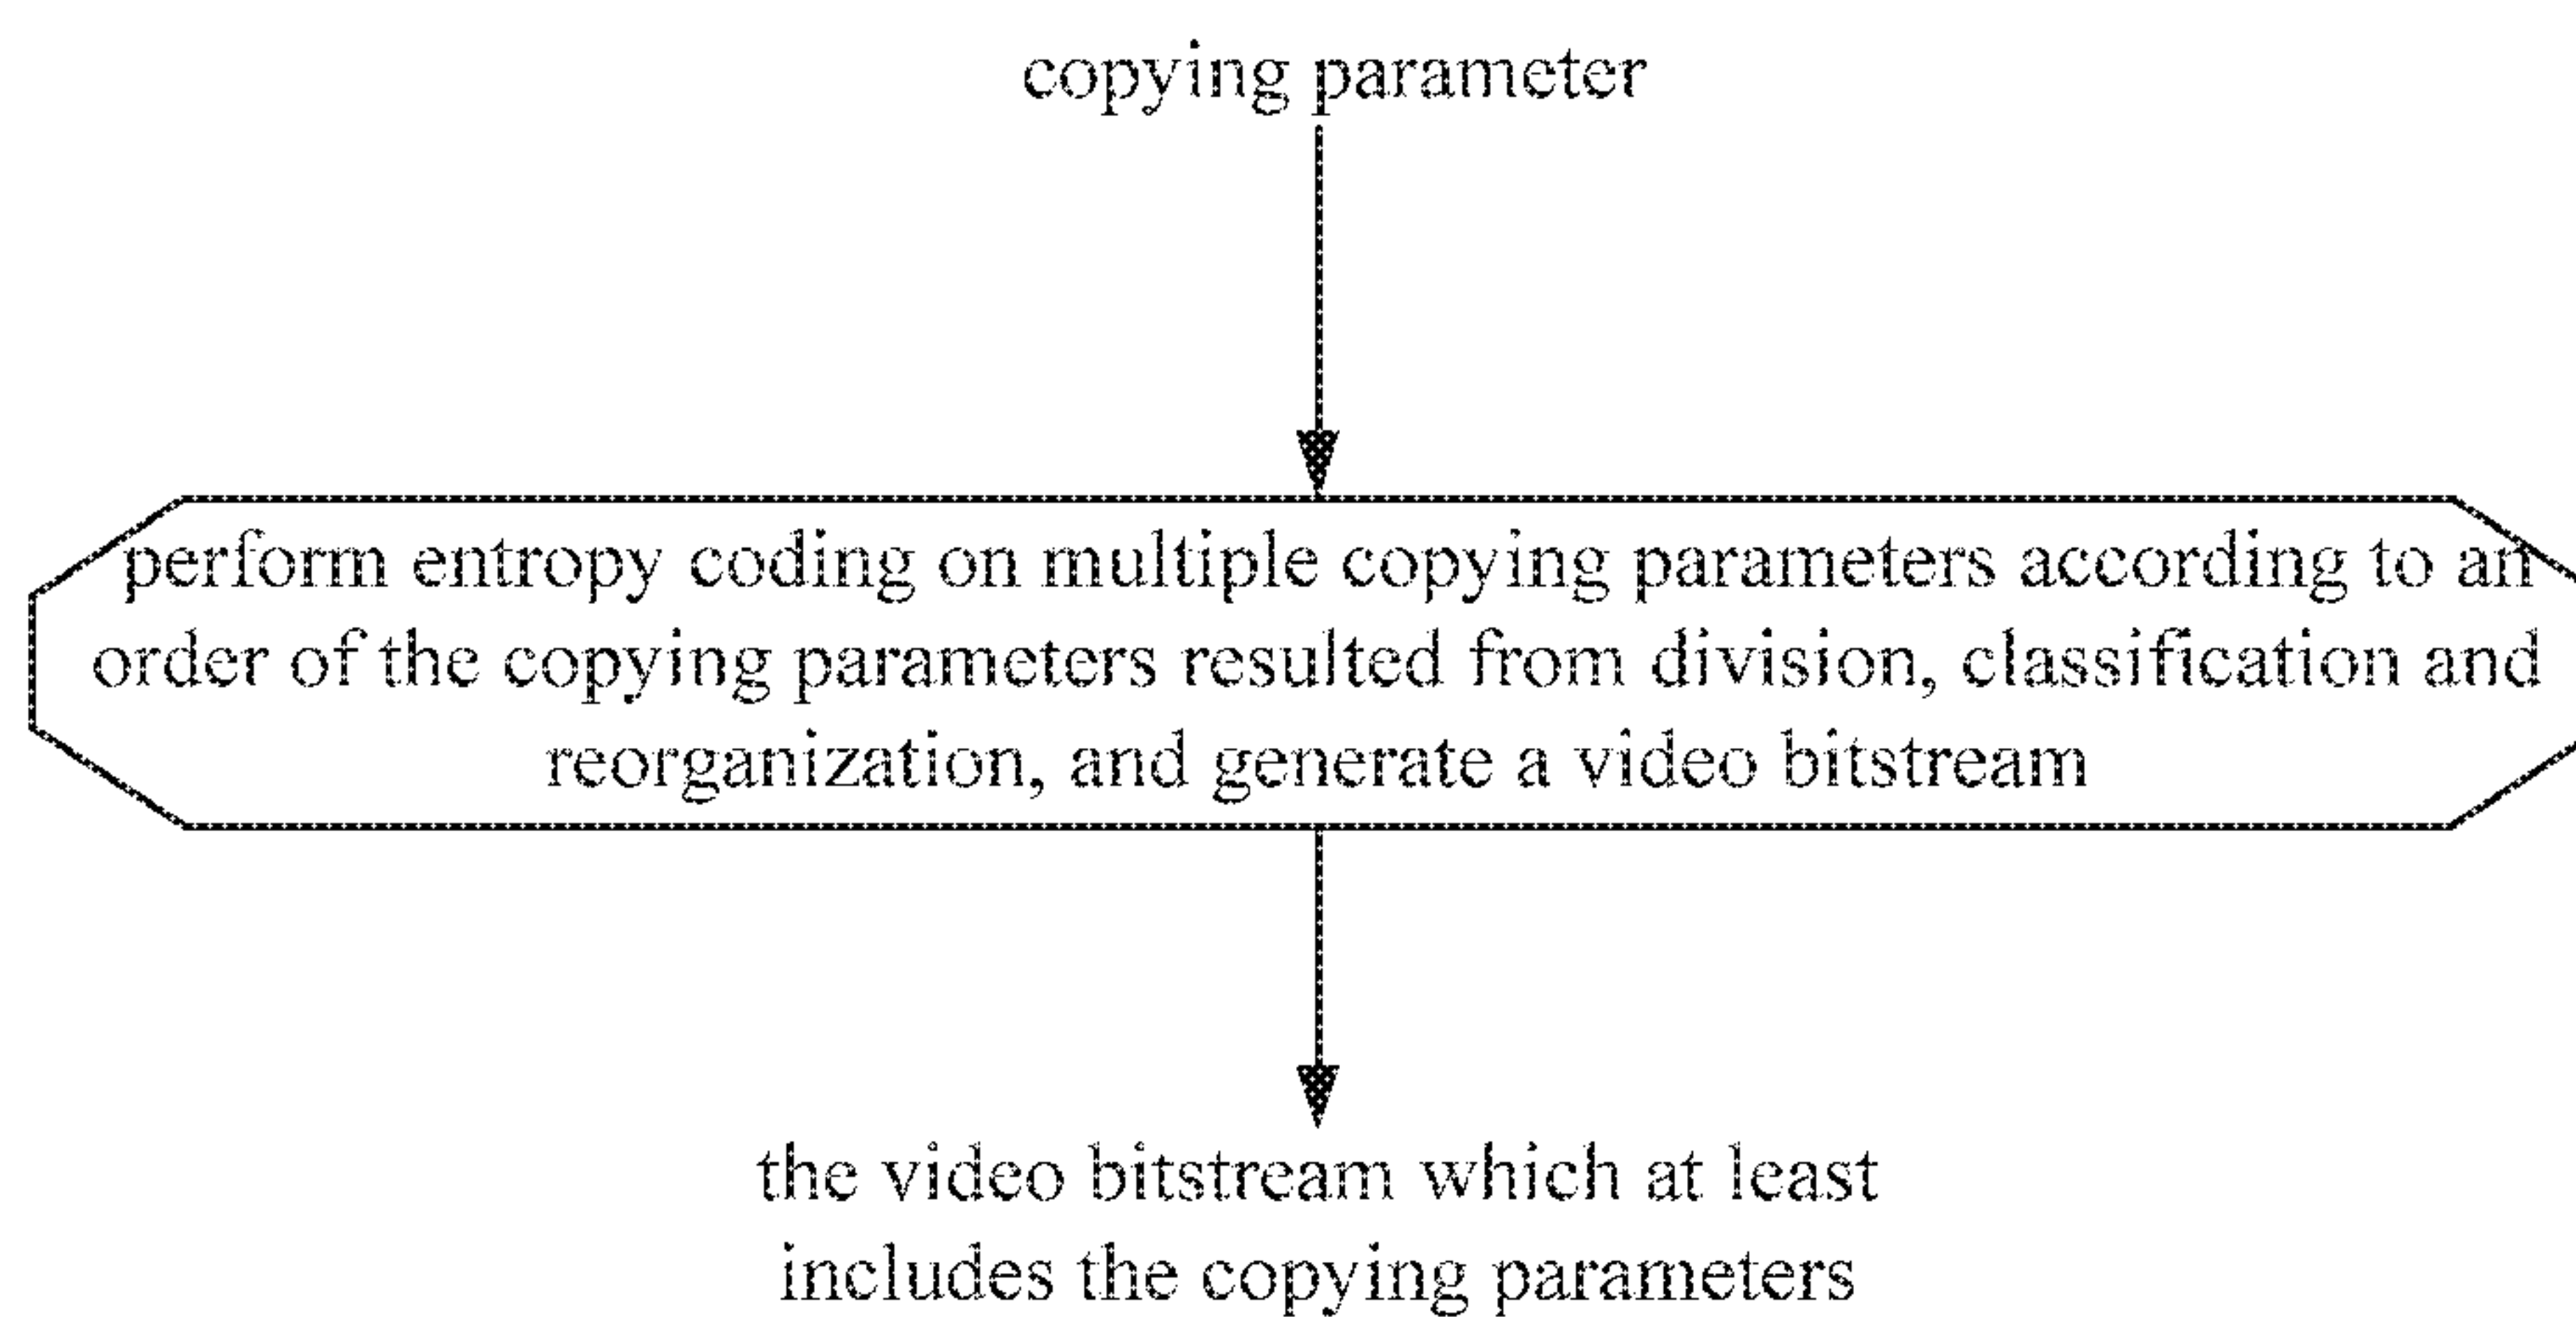 copying parameter
perform entropy coding on multiple copying parameters according to an
order of the copying parameters resulted from division, classification and
reorganization, and generate a video bitstream
the video bitstream which at least
includes the copying parameters